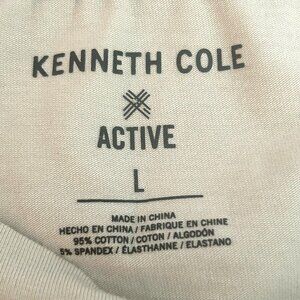 KENNETH COLE
ACTIVE
L
MADE IN CHINA
HECHO EN CHINA / FABRIQUE EN CHINE
95% COTTON / COTON / ALGODÓN
5% SPANDEX / ÉLASTHANNE / ELASTANO